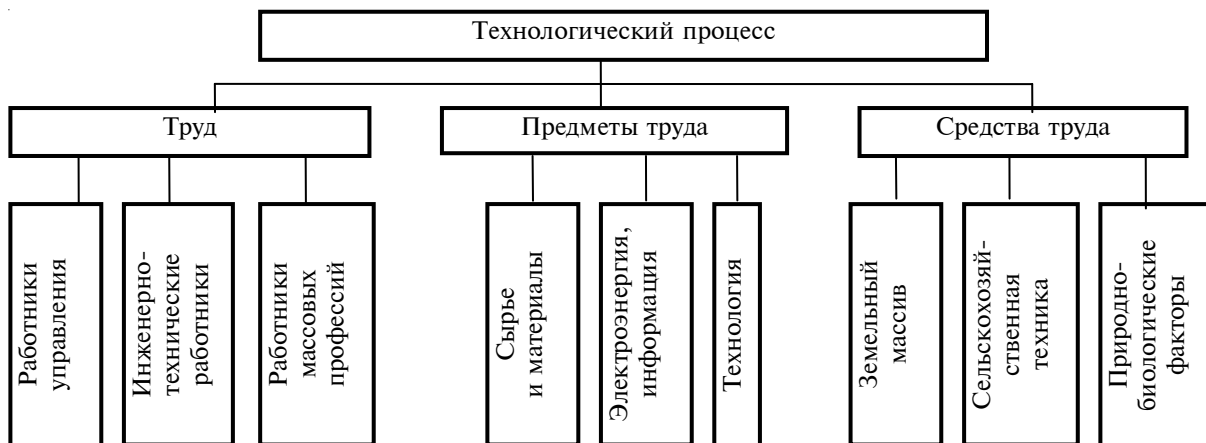 Технологический процесс
Труд
Предметы труда
Средства труда
Работники
управления
Инженерно-
технические
работники
Работники
массовых
профессий
Сырье
и материалы
Электроэнергия,
информация
Технология
Земельный
массив
Сельскохозяй-
ственная
техника
Природно-
биологические
факторы